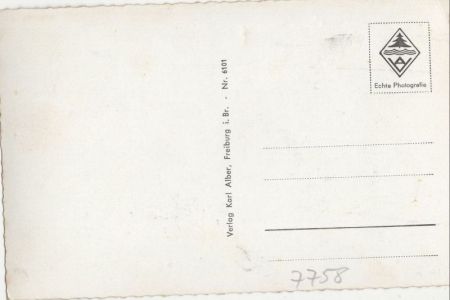 Verlag Karl Alber, Freiburg i. Br. - Nr. 6101
Echte Photografie
7758